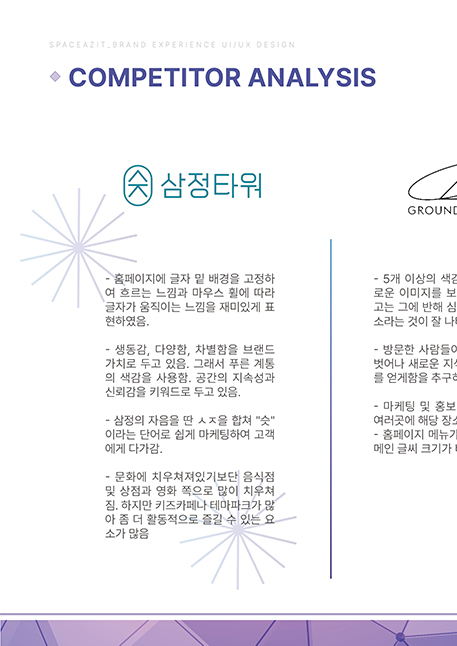 SPACEAZIT_BRAND EXPERIENCE UI/UX DESIGN
COMPETITOR ANALYSIS
숫 삼정타워
GROUND
- 홈페이지에 글자 밑 배경을 고정하
여 흐르는 느낌과 마우스 휠에 따라
글자가 움직이는 느낌을 재미있게 표
현하였음.
- 생동감, 다양함, 차별함을 브랜드
가치로 두고 있음. 그래서 푸른 계통
의 색감을 사용함. 공간의 지속성과
신뢰감을 키워드로 두고 있음.
- 삼정의 자음을 딴 ㅅㅈ을 합쳐 "슷"
이라는 단어로 쉽게 마케팅하여 고객
에게 다가감.
- 문화에 치우쳐져있기보단 음식점
및 상점과 영화 쪽으로 많이 치우쳐
짐. 하지만 키즈카페나 테마파크가 많
아 좀 더 활동적으로 즐길 수 있는 요
소가 많음
- 5개 이상의 색감
로운 이미지를 보
고는 그에 반해 심
소라는 것이 잘 나
- 방문한 사람들이
벗어나 새로운 지식
를 얻게함을 추구하
- 마케팅 및 홍보
여러곳에 해당 장소
- 홈페이지 메뉴가
메인 글씨 크기가